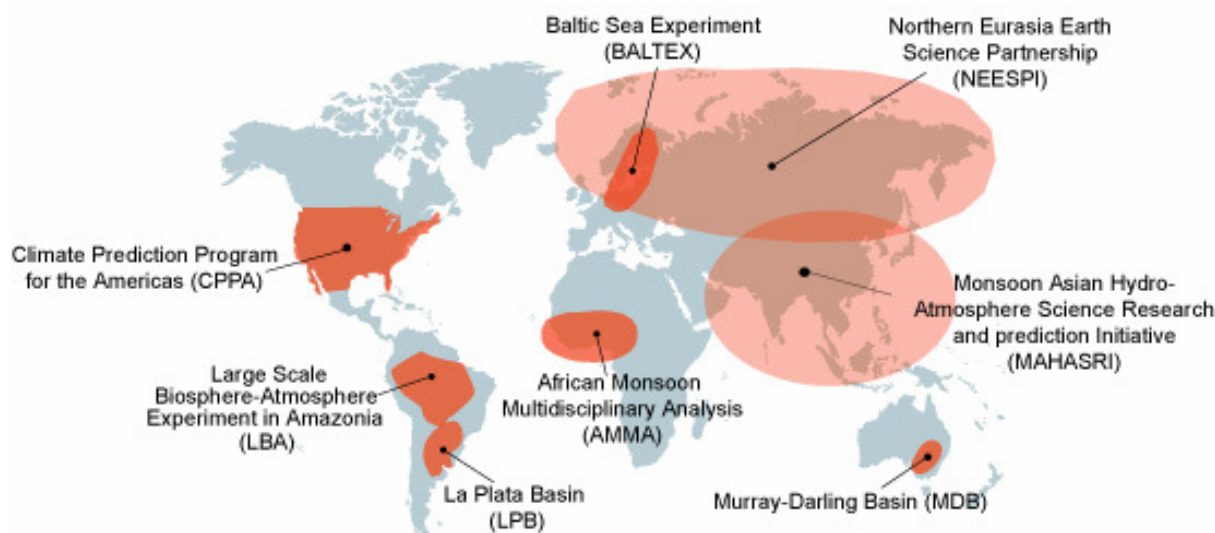 Baltic Sea Experiment
(BALTEX)
Northern Eurasia Earth
Science Partnership
(NEESPI)
Climate Prediction Program
for the Americas (CPPA)
Monsoon Asian Hydro-
Atmosphere Science Research
and prediction Initiative
(MAHASRI)
Large Scale
Biosphere-Atmosphere
Experiment in Amazonia
(LBA)
African Monsoon
Multidisciplinary Analysis
(AMMA)
La Plata Basin
(LPB)
Murray-Darling Basin (MDB)